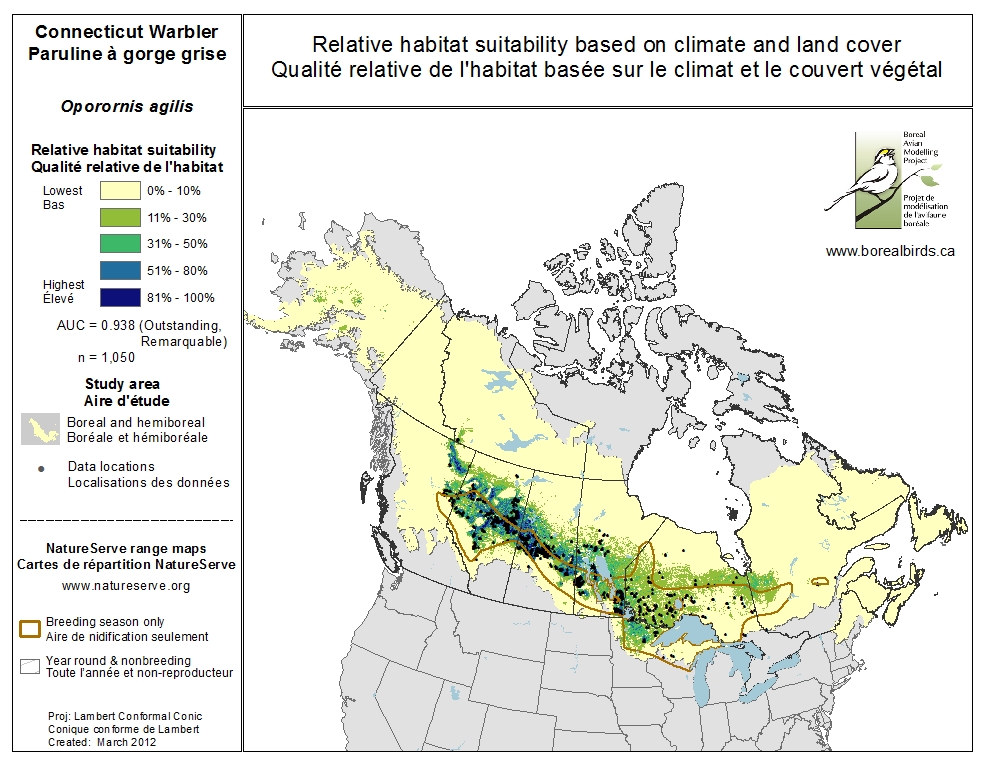 Connecticut Warbler
Paruline à gorge grise
Oporornis agilis
Relative habitat suitability
Qualité relative de l'habitat
Lowest
Bas
0% - 10%
11% - 30%
31% - 50%
51% - 80%
Highest
Élevé
81% - 100%
AUC = 0.938 (Outstanding,
Remarquable)
n = 1,050
Study area
Aire d'étude
Boreal and hemiboreal
Boréale et hémiboréale
Data locations
Localisations des données
NatureServe range maps
Cartes de répartition NatureServe
www.natureserve.org
Breeding season only
Aire de nidification seulement
Year round & nonbreeding
Toute l'année et non-reproducteur
Proj: Lambert Conformal Conic
Conique conforme de Lambert
Created: March 2012
Relative habitat suitability based on climate and land cover
Qualité relative de l'habitat basée sur le climat et le couvert végétal
Boreal
Avian
Modelling
Project
Projet de
modélisation
de l'avifaune
boréale
www.borealbirds.ca